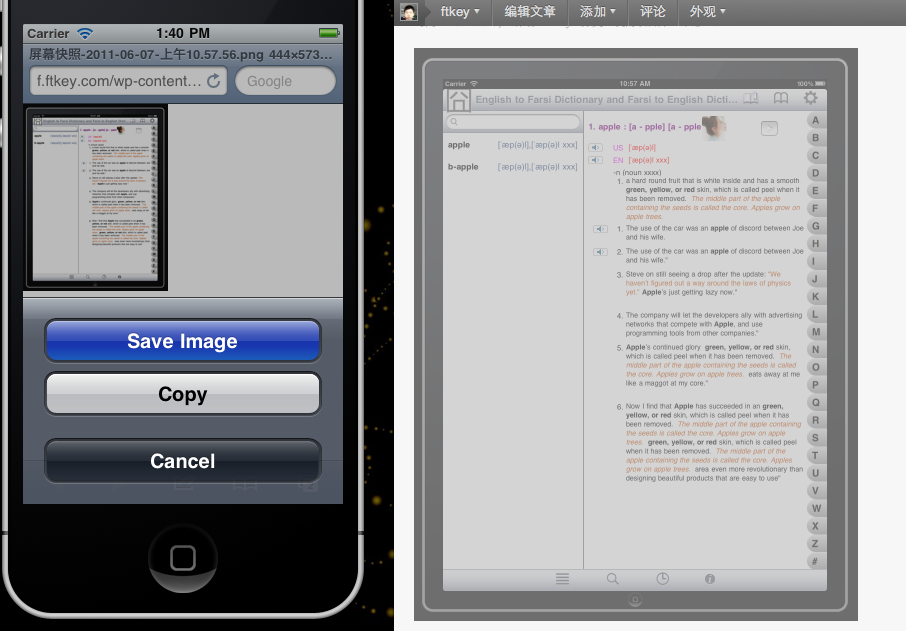 Carrier 1:40 PM
屏幕快照-2011-06-07-上午10.57.56.png 444×573...
f.ftkey.com/wp-content...
Google
Save Image
Copy
Cancel
ftkey
编辑文章
添加
评论
外观
Carrier 10:57 AM 100%
English to Farsi Dictionary and Farsi to English Dicti...
apple [æp(ə)l],[æp(ə)l xxx]
b-apple [æp(ə)l],[æp(ə)l xxx]
1. apple : [a - pple] [a - pple
US [æp(ə)l]
EN [æp(ə)l xxx]
-n (noun xxxx)
1. a hard round fruit that is white inside and has a smooth
green, yellow, or red skin, which is called peel when it
has been removed. The middle part of the apple
containing the seeds is called the core. Apples grow on
apple trees.
1. The use of the car was an apple of discord between Joe
and his wife.
2. The use of the car was an apple of discord between Joe
and his wife."
3. Steve on still seeing a drop after the update: "We
haven't figured out a way around the laws of physics
yet." Apple's just getting lazy now."
4. The company will let the developers ally with advertising
networks that compete with Apple, and use
programming tools from other companies."
5. Apple's continued glory green, yellow, or red skin,
which is called peel when it has been removed. The
middle part of the apple containing the seeds is called
the core. Apples grow on apple trees. eats away at me
like a maggot at my core."
6. Now I find that Apple has succeeded in an green,
yellow, or red skin, which is called peel when it has
been removed. The middle part of the apple containing
the seeds is called the core. Apples grow on apple
trees. green, yellow, or red skin, which is called peel
when it has been removed. The middle part of the apple
containing the seeds is called the core. Apples
grow on apple trees. area even more revolutionary than
designing beautiful products that are easy to use"
A
B
C
D
E
F
G
H
I
J
K
L
M
N
O
P
Q
R
S
T
U
V
W
X
Z
#